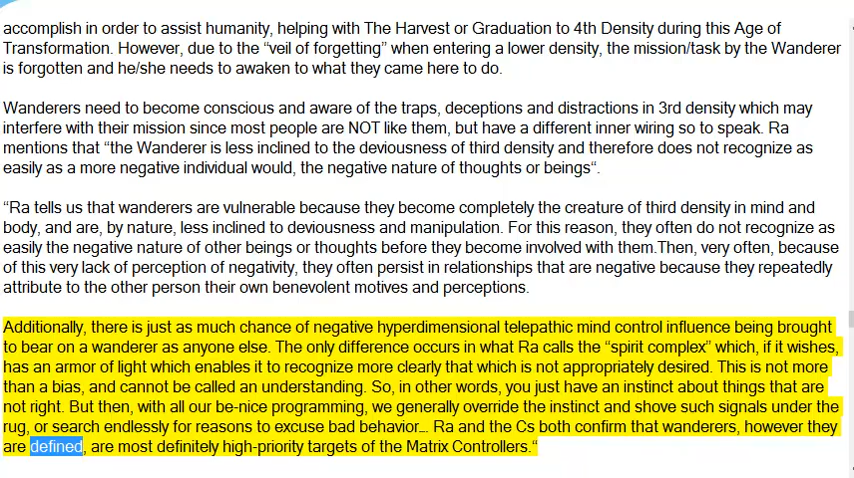 accomplish in order to assist humanity, helping with The Harvest or Graduation to 4th Density during this Age of
Transformation. However, due to the “veil of forgetting” when entering a lower density, the mission/task by the Wanderer
is forgotten and he/she needs to awaken to what they came here to do.
Wanderers need to become conscious and aware of the traps, deceptions and distractions in 3rd density which may
interfere with their mission since most people are NOT like them, but have a different inner wiring so to speak. Ra
mentions that “the Wanderer is less inclined to the deviousness of third density and therefore does not recognize as
easily as a more negative individual would, the negative nature of thoughts or beings“.
“Ra tells us that wanderers are vulnerable because they become completely the creature of third density in mind and
body, and are, by nature, less inclined to deviousness and manipulation. For this reason, they often do not recognize as
easily the negative nature of other beings or thoughts before they become involved with them.Then, very often, because
of this very lack of perception of negativity, they often persist in relationships that are negative because they repeatedly
attribute to the other person their own benevolent motives and perceptions.
Additionally, there is just as much chance of negative hyperdimensional telepathic mind control influence being brought
to bear on a wanderer as anyone else. The only difference occurs in what Ra calls the “spirit complex” which, if it wishes,
has an armor of light which enables it to recognize more clearly that which is not appropriately desired. This is not more
than a bias, and cannot be called an understanding. So, in other words, you just have an instinct about things that are
not right. But then, with all our be-nice programming, we generally override the instinct and shove such signals under the
rug, or search endlessly for reasons to excuse bad behavior…. Ra and the Cs both confirm that wanderers, however they
are defined, are most definitely high-priority targets of the Matrix Controllers.“